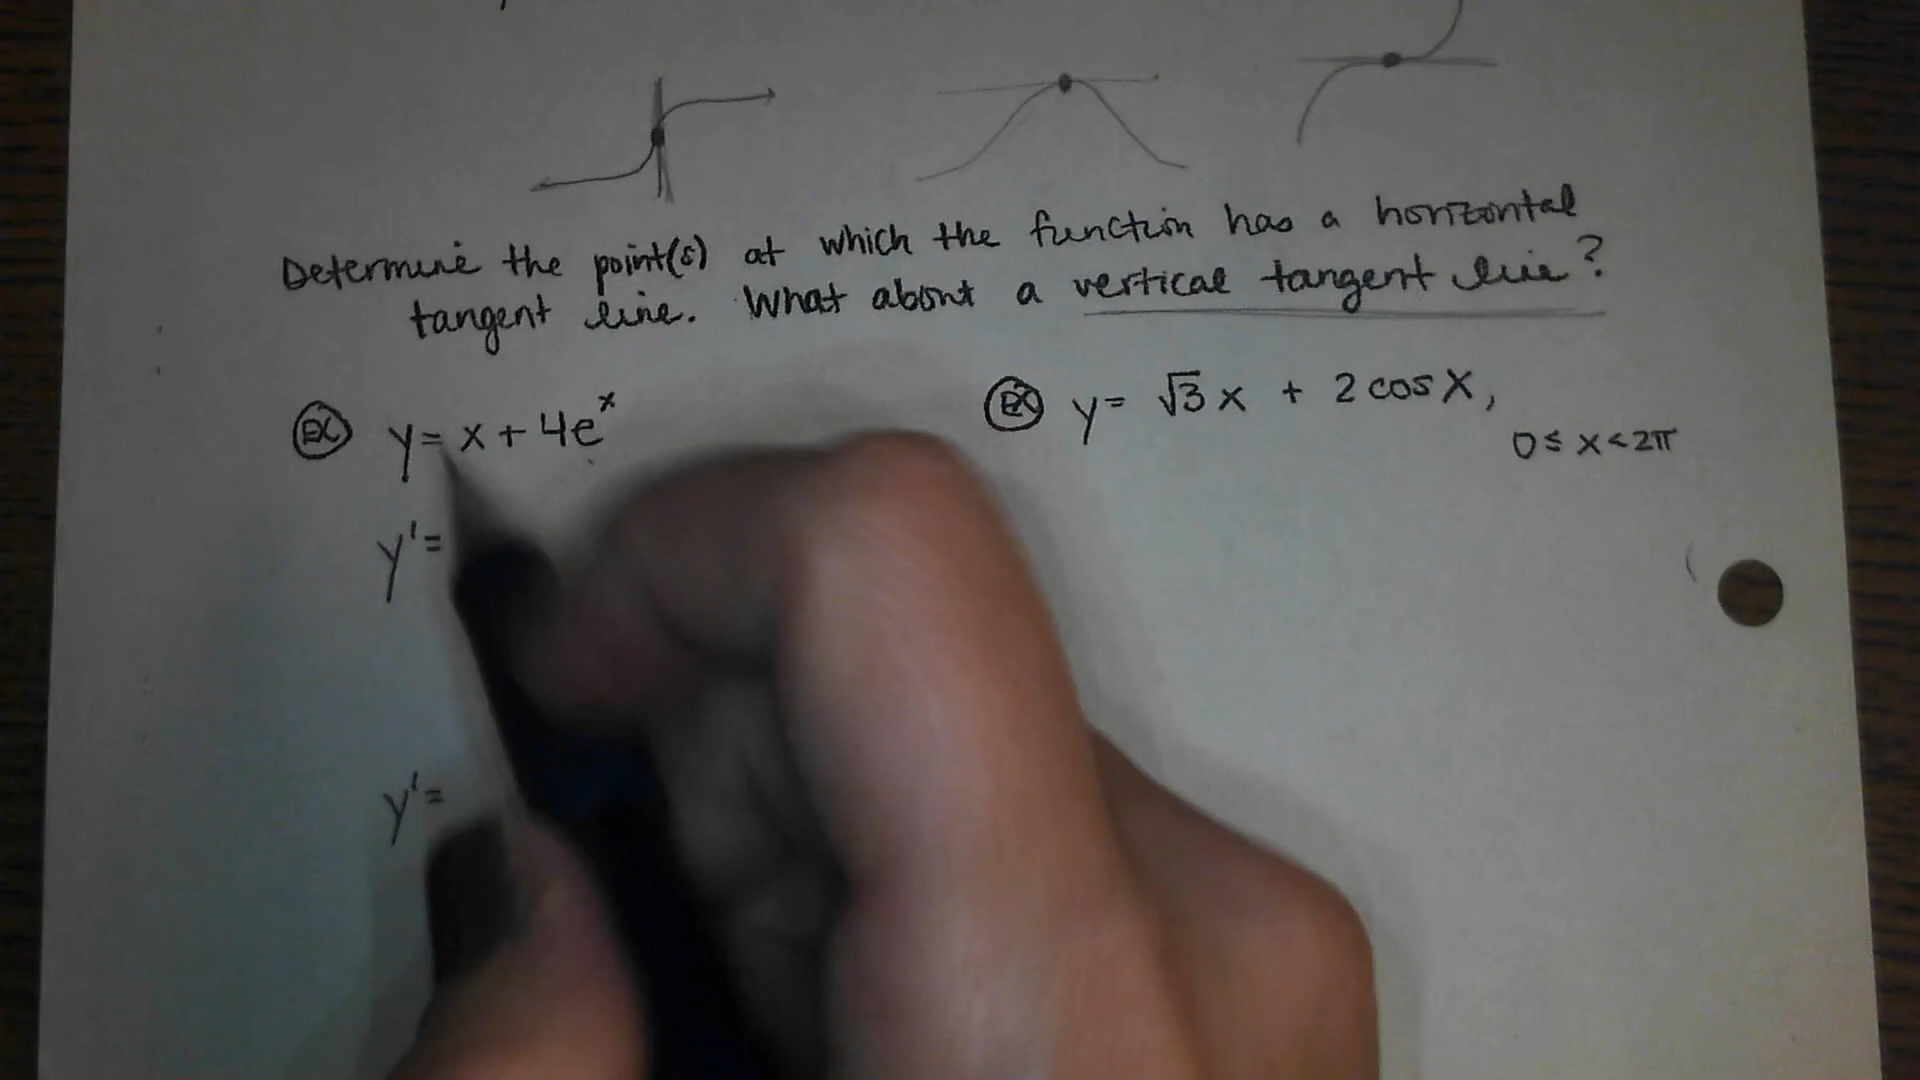 Determine the point(s) at which the function has a horizontal
tangent line. What about a vertical tangent line?
EX y = x + 4eˣ
EX y = √3 x + 2 cos x,
0 ≤ x < 2π
y' =
y' =